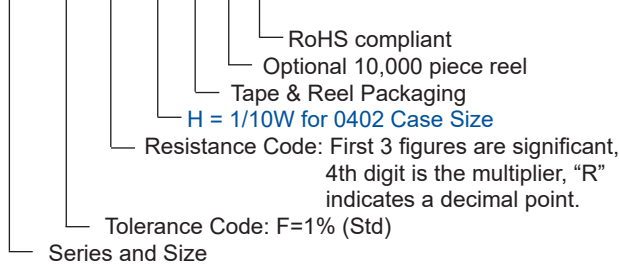 RoHS compliant
Optional 10,000 piece reel
Tape & Reel Packaging
H = 1/10W for 0402 Case Size
Resistance Code: First 3 figures are significant,
4th digit is the multiplier, “R”
indicates a decimal point.
Tolerance Code: F=1% (Std)
Series and Size